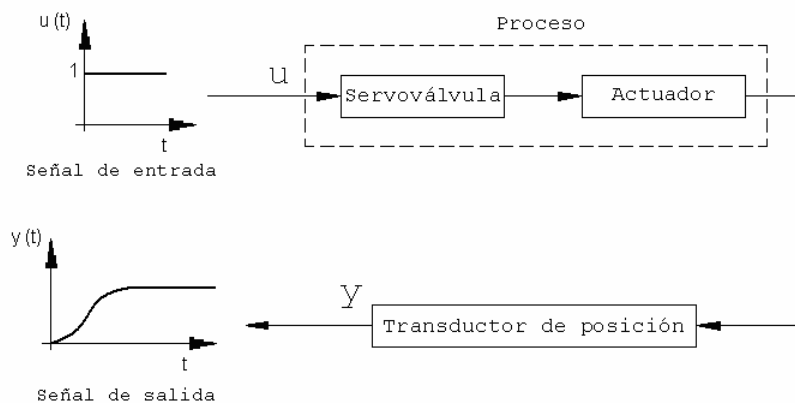 u (t)
1
t
Señal de entrada
Proceso
u
Servoválvula
Actuador
y (t)
t
Señal de salida
y
Transductor de posición